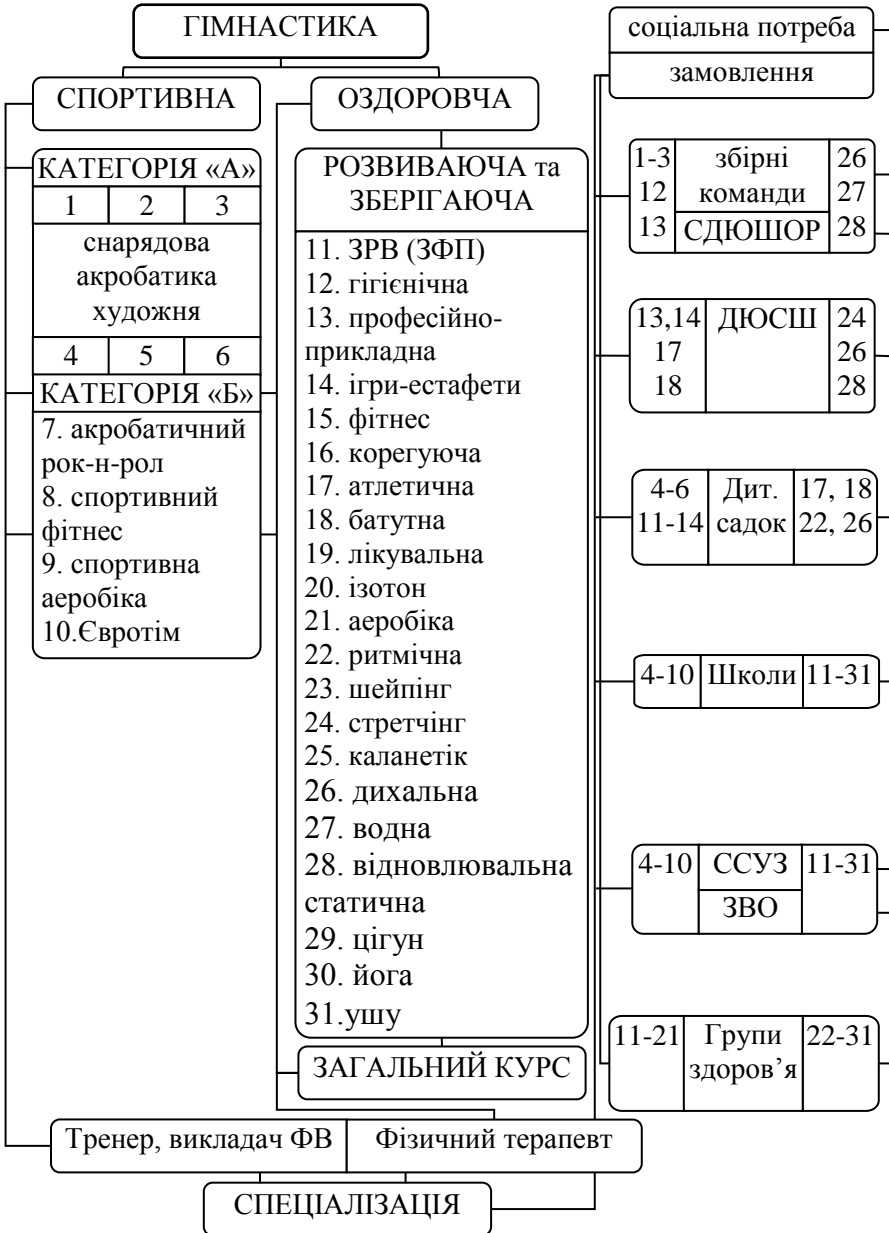 ГІМНАСТИКА
СПОРТИВНА
ОЗДОРОВЧА
КАТЕГОРІЯ «А»
1 2 3
снарядова
акробатика
художня
4 5 6
КАТЕГОРІЯ «Б»
7. акробатичний
рок-н-рол
8. спортивний
фітнес
9. спортивна
аеробіка
10.Євротім
РОЗВИВАЮЧА та
ЗБЕРІГАЮЧА
11. ЗРВ (ЗФП)
12. гігієнічна
13. професійно-
прикладна
14. ігри-естафети
15. фітнес
16. корегуюча
17. атлетична
18. батутна
19. лікувальна
20. ізотон
21. аеробіка
22. ритмічна
23. шейпінг
24. стретчінг
25. каланетік
26. дихальна
27. водна
28. відновлювальна
статична
29. цігун
30. йога
31.ушу
ЗАГАЛЬНИЙ КУРС
Тренер, викладач ФВ
Фізичний терапевт
СПЕЦІАЛІЗАЦІЯ
соціальна потреба
замовлення
1-3 збірні 26
12 команди 27
13 СДЮШОР 28
13,14 ДЮСШ 24
17 26
18 28
4-6 Дит. 17, 18
11-14 садок 22, 26
4-10 Школи 11-31
4-10 ССУЗ 11-31
ЗВО
11-21 Групи 22-31
здоров’я